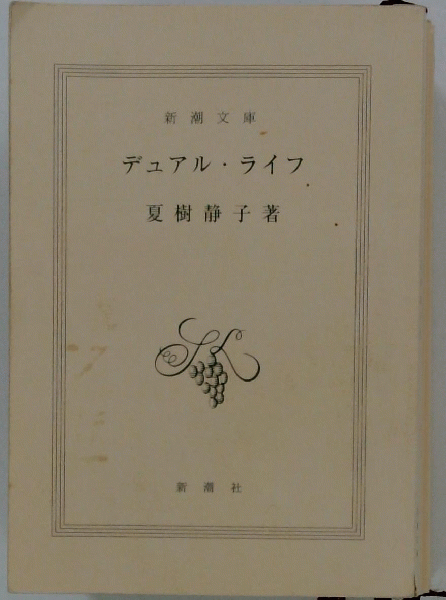 新潮文庫
デュアル・ライフ
夏樹静子著
新潮社